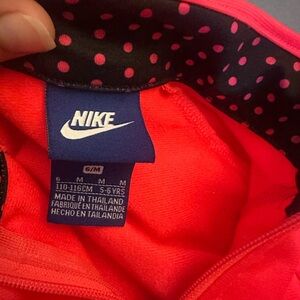 NIKE
6/M
6 M M M
110-116CM 5-6YRS
MADE IN THAILAND
FABRIQUÉ EN THAÏLANDE
HECHO EN TAILANDIA